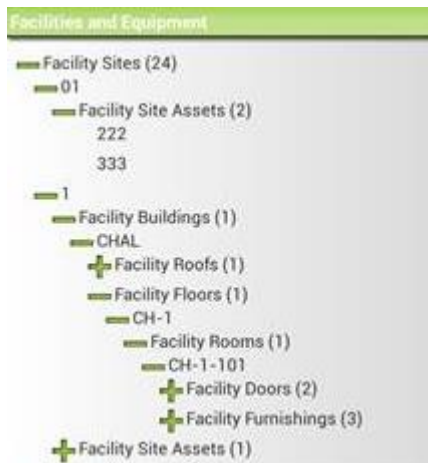 Facilities and Equipment
Facility Sites (24)
01
Facility Site Assets (2)
222
333
1
Facility Buildings (1)
CHAL
Facility Roofs (1)
Facility Floors (1)
CH-1
Facility Rooms (1)
CH-1-101
Facility Doors (2)
Facility Furnishings (3)
Facility Site Assets (1)